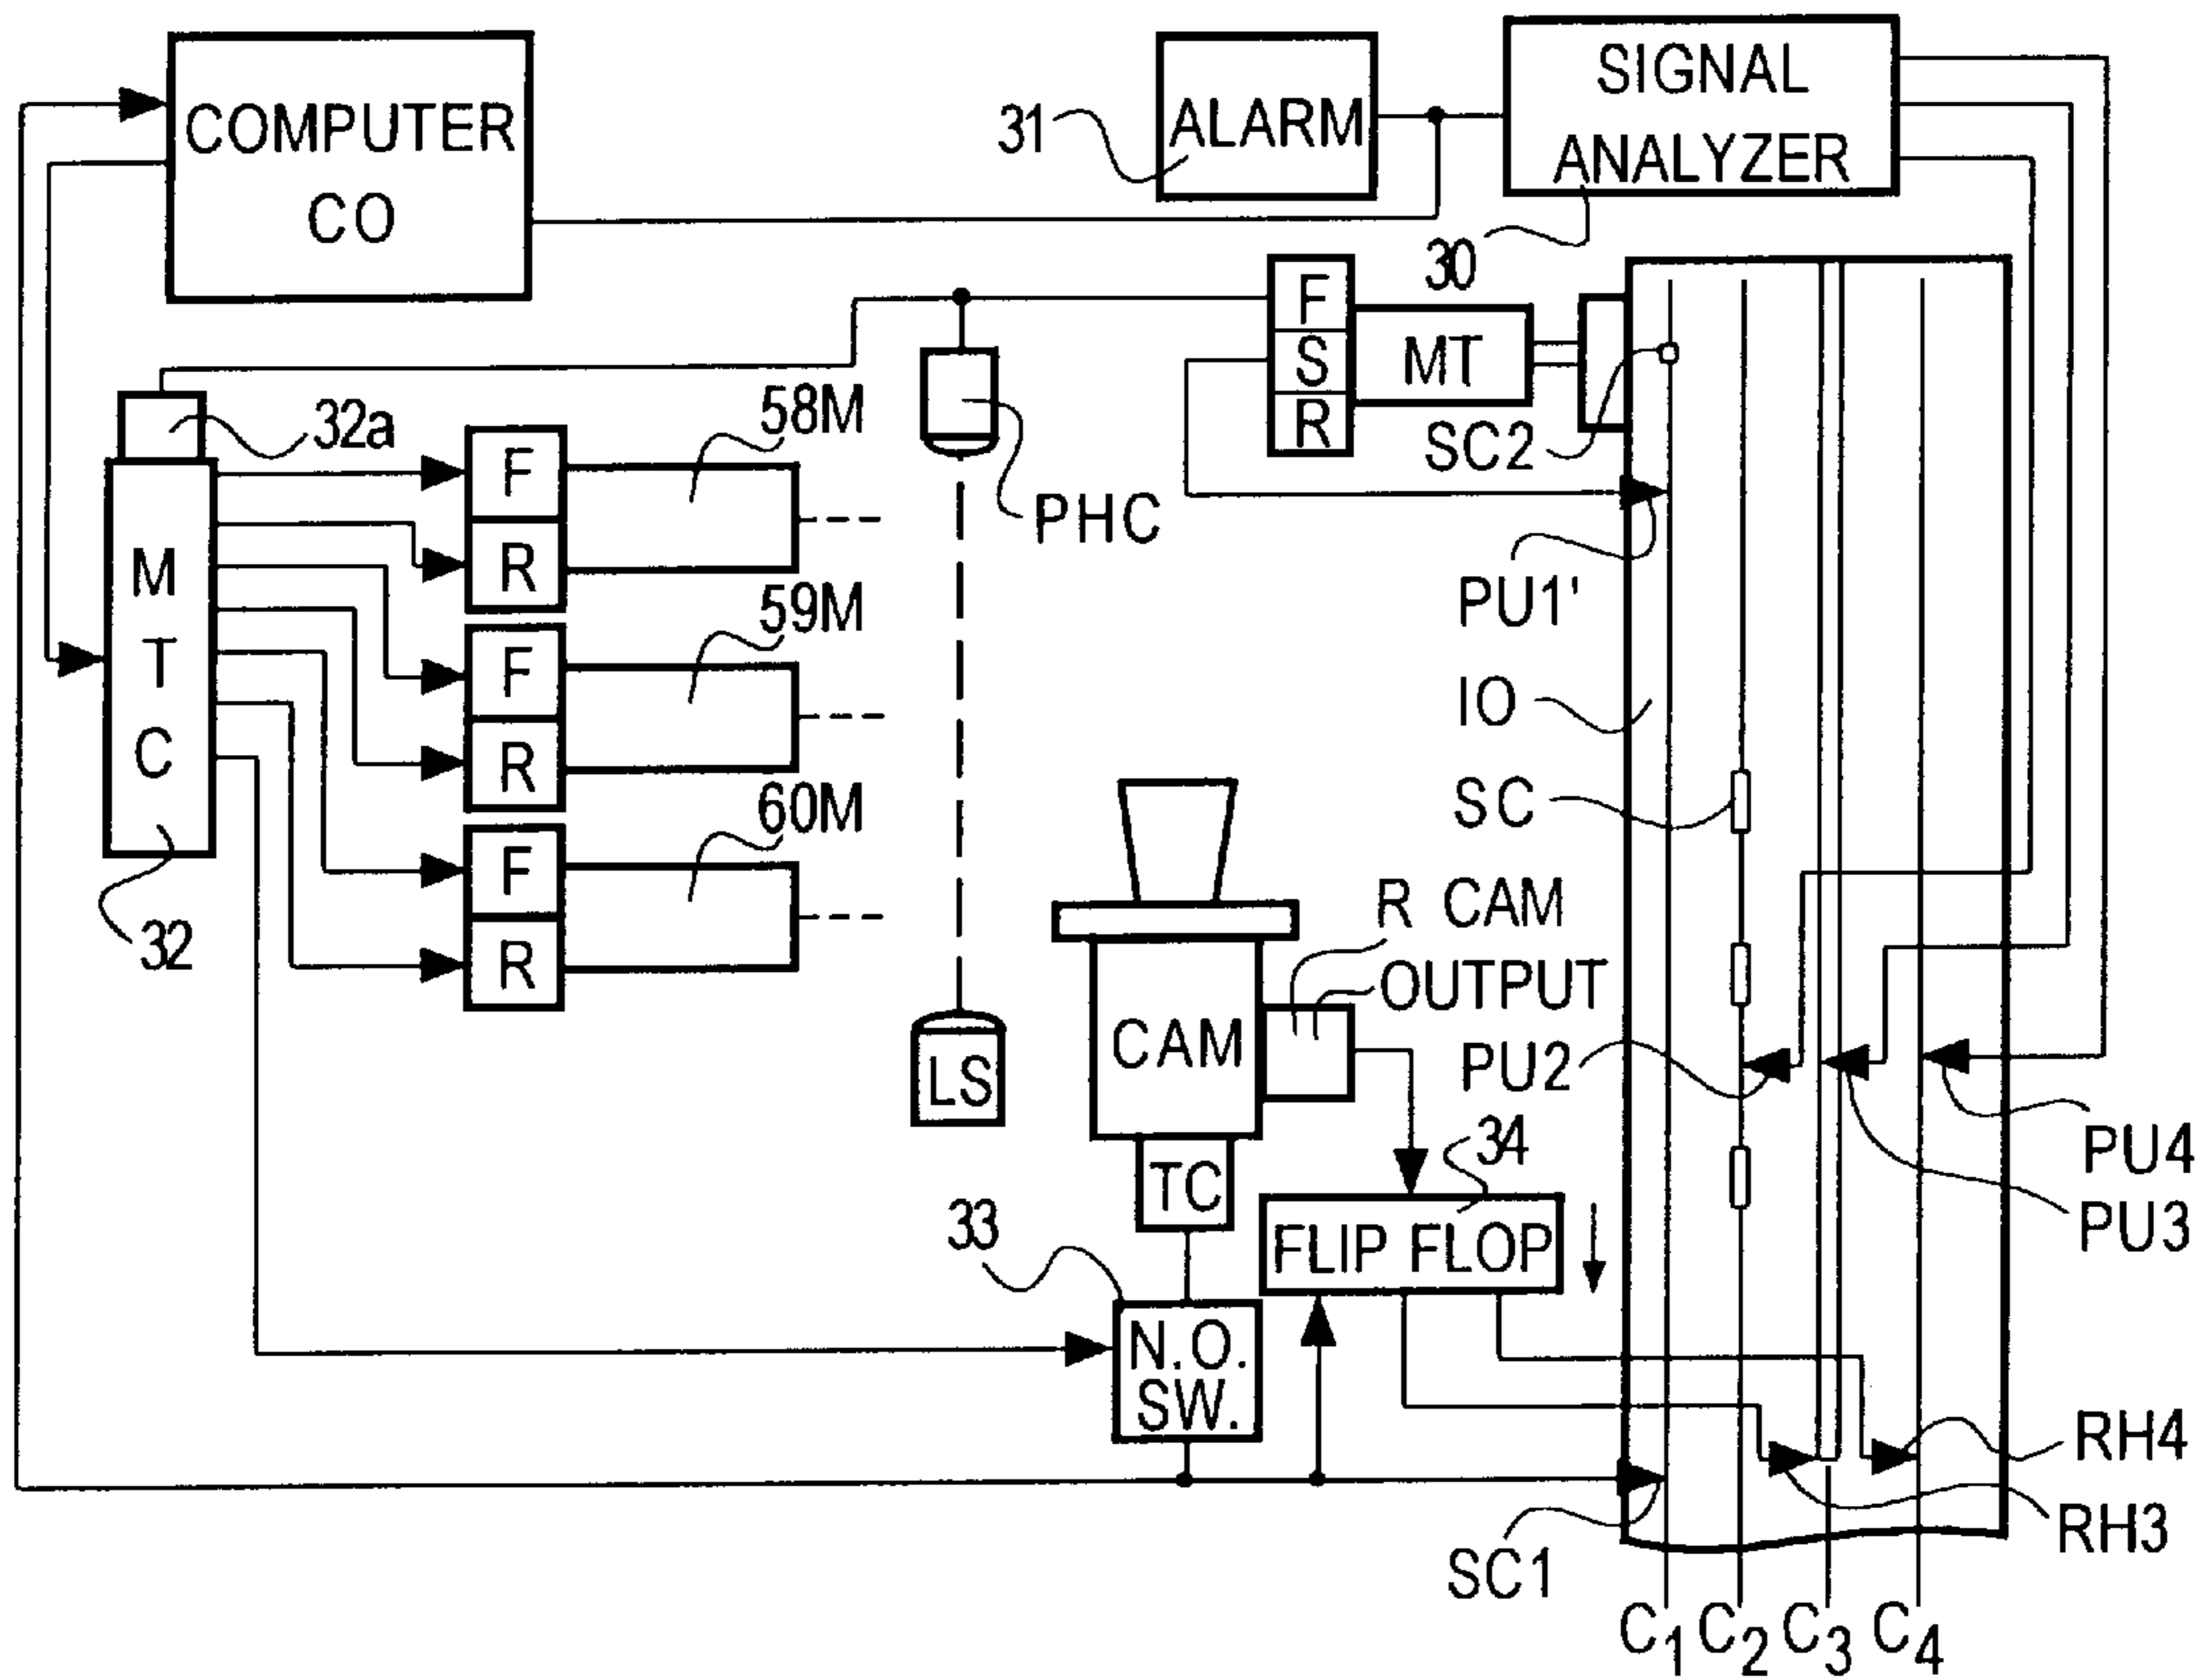 COMPUTER
CO
ALARM
31
SIGNAL
ANALYZER
30
F
S
R
MT
SC2
32a
58M
F
R
PHC
PU1'
M
T
C
59M
F
R
IO
SC
60M
F
R
32
R CAM
OUTPUT
CAM
LS
PU2
TC
34
PU4
PU3
33
FLIP FLOP
N.O.
SW.
RH4
RH3
SC1
C1 C2 C3 C4